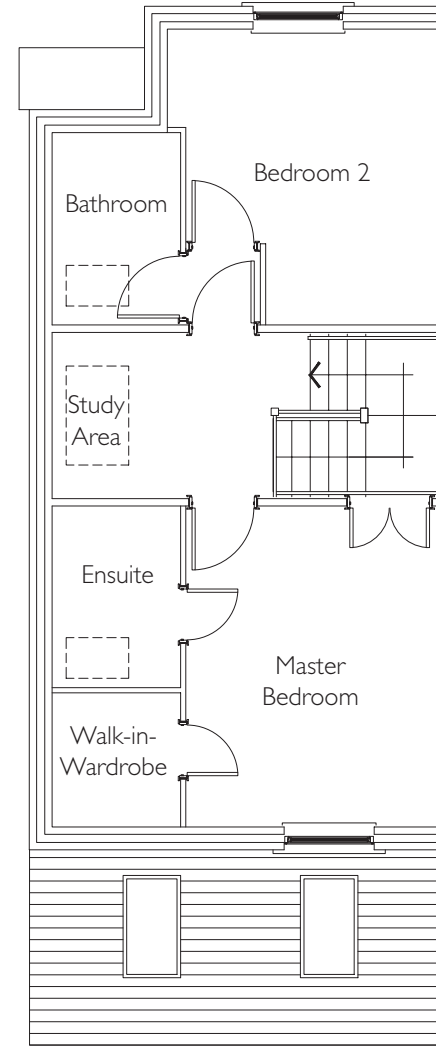 Bedroom 2
Bathroom
Study
Area
Ensuite
Master
Bedroom
Walk-in-
Wardrobe